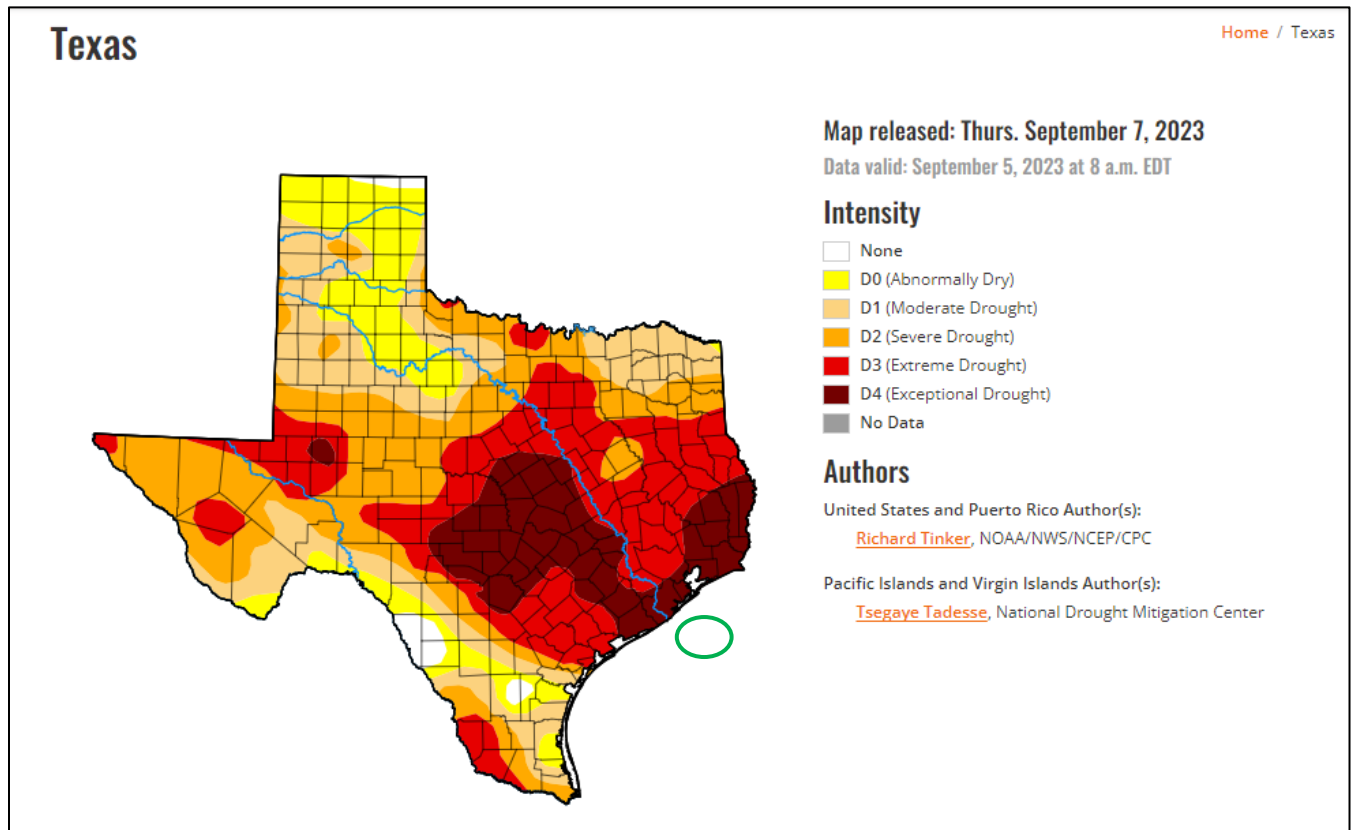 Texas
Home / Texas
Map released: Thurs. September 7, 2023
Data valid: September 5, 2023 at 8 a.m. EDT
Intensity
None
D0 (Abnormally Dry)
D1 (Moderate Drought)
D2 (Severe Drought)
D3 (Extreme Drought)
D4 (Exceptional Drought)
No Data
Authors
United States and Puerto Rico Author(s):
Richard Tinker, NOAA/NWS/NCEP/CPC
Pacific Islands and Virgin Islands Author(s):
Tsegaye Tadesse, National Drought Mitigation Center